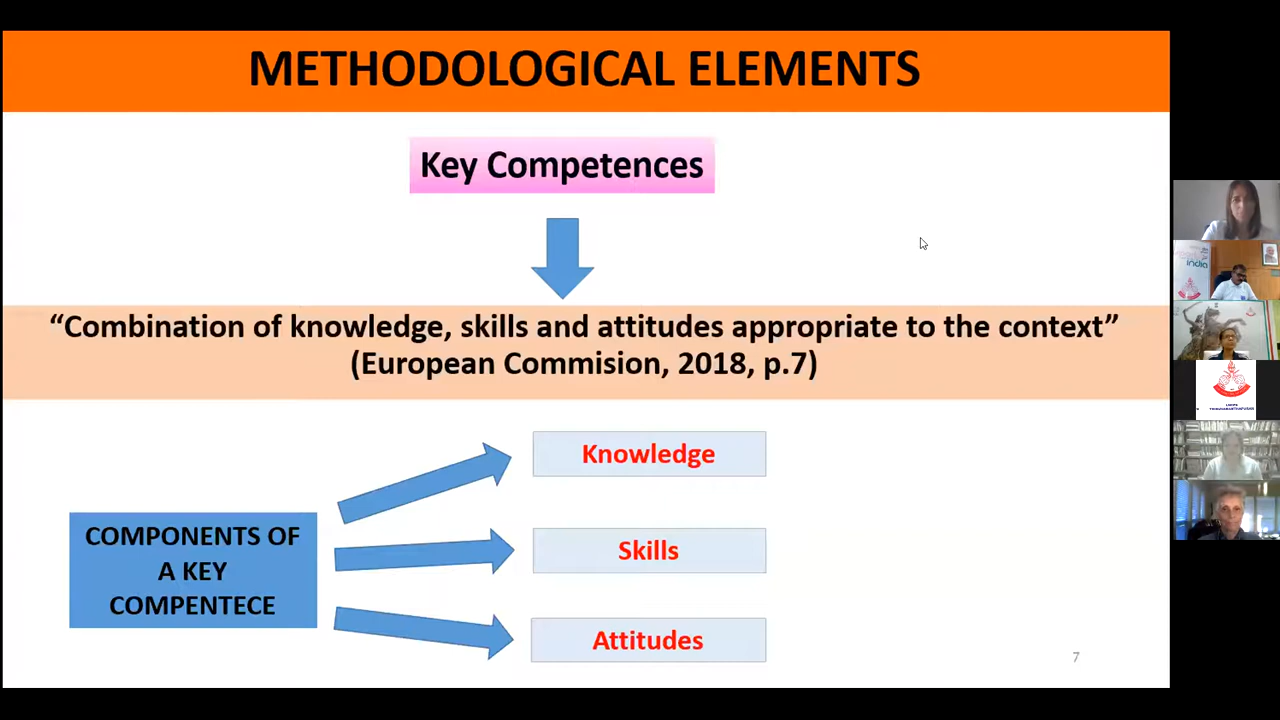 METHODOLOGICAL ELEMENTS
Key Competences
“Combination of knowledge, skills and attitudes appropriate to the context”
(European Commision, 2018, p.7)
Knowledge
COMPONENTS OF
A KEY
COMPENTECE
Skills
Attitudes
7
india